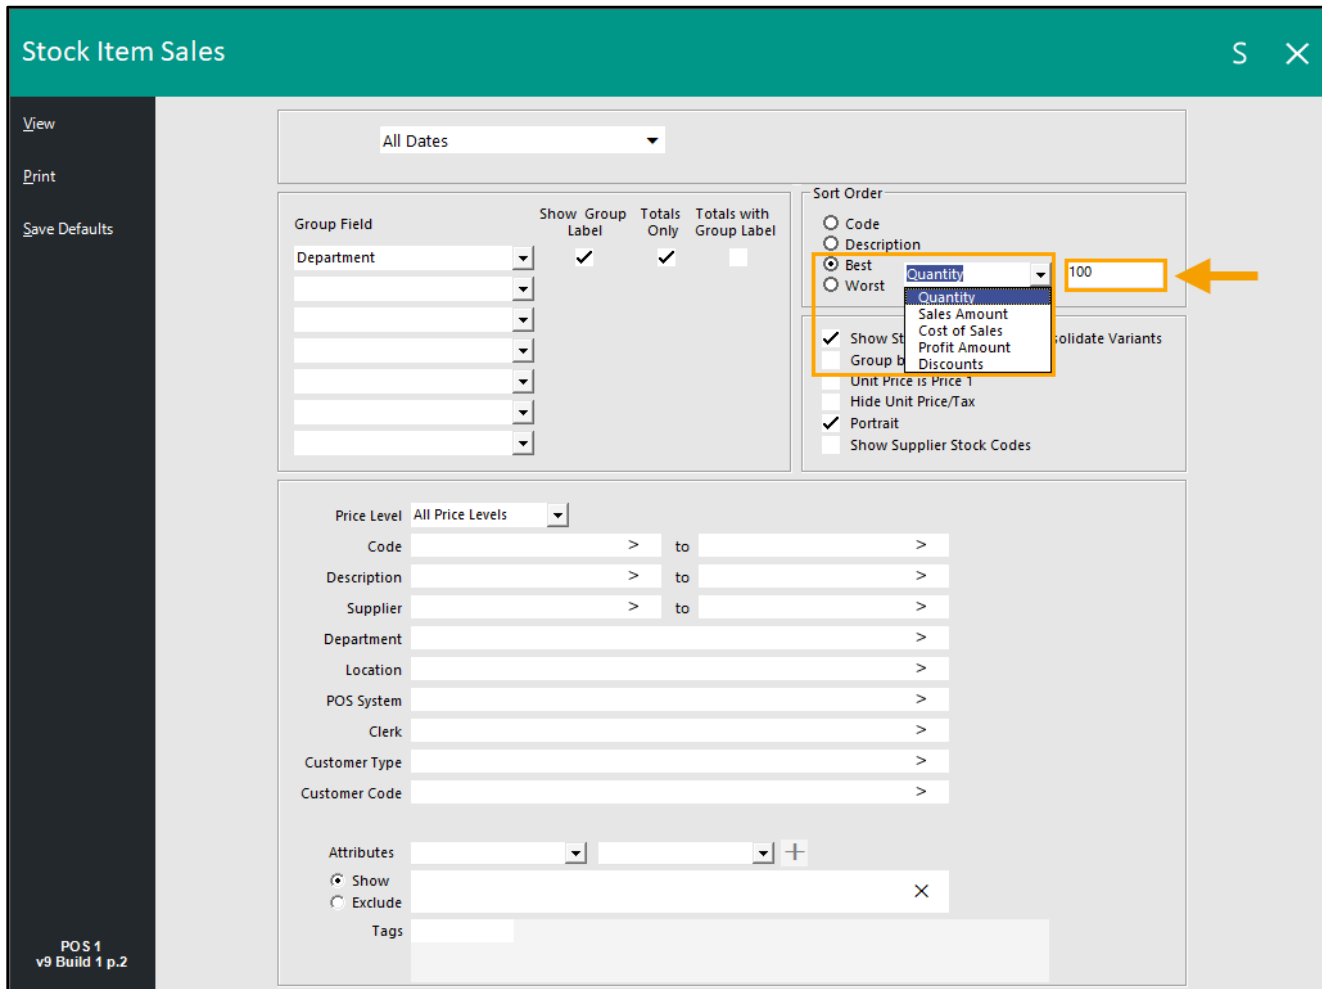 Stock Item Sales
S
View
Print
Save Defaults
All Dates
Group Field
Show Group Label
Totals Only
Totals with Group Label
Department
Sort Order
Code
Description
Best
Worst
Quantity
100
Quantity
Sales Amount
Cost of Sales
Profit Amount
Discounts
Show St
solidate Variants
Group b
Unit Price is Price 1
Hide Unit Price/Tax
Portrait
Show Supplier Stock Codes
Price Level All Price Levels
Code > to >
Description > to >
Supplier > to >
Department >
Location >
POS System >
Clerk >
Customer Type >
Customer Code >
Attributes
Show
Exclude
Tags
POS 1
v9 Build 1 p.2